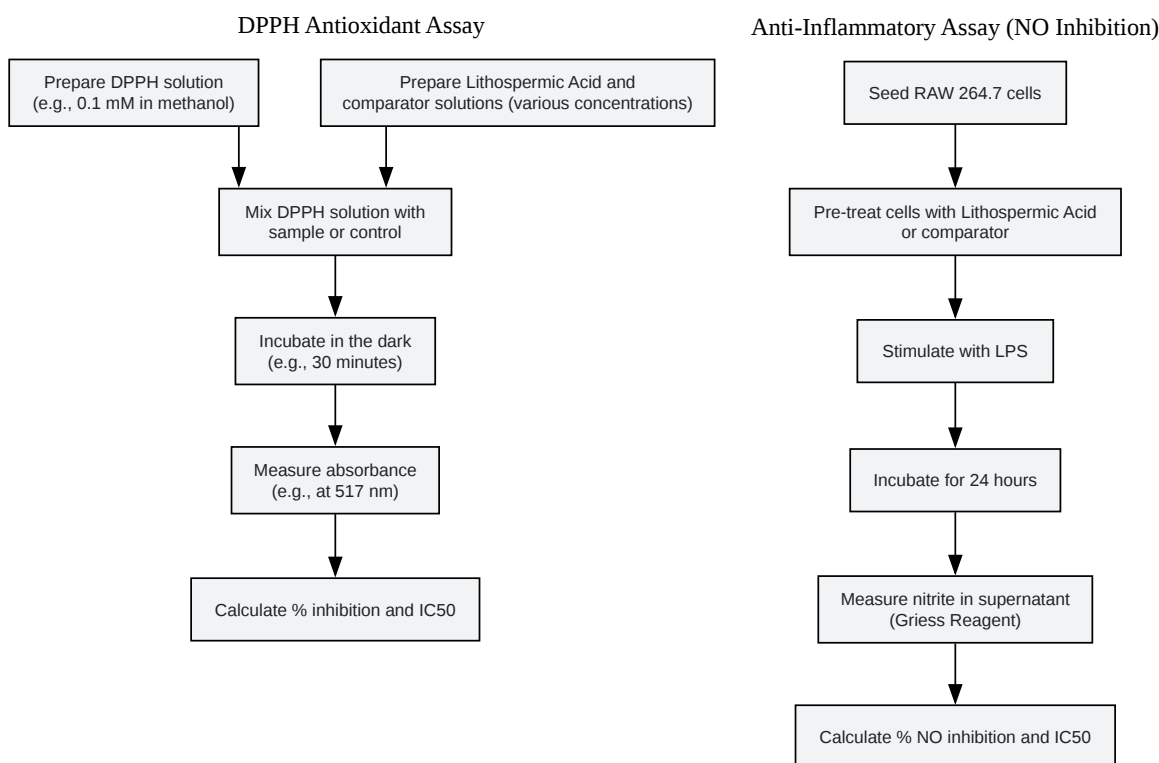 DPPH Antioxidant Assay
Prepare DPPH solution
(e.g., 0.1 mM in methanol)
Prepare Lithospermic Acid and
comparator solutions (various concentrations)
Mix DPPH solution with
sample or control
Incubate in the dark
(e.g., 30 minutes)
Measure absorbance
(e.g., at 517 nm)
Calculate % inhibition and IC50
Anti-Inflammatory Assay (NO Inhibition)
Seed RAW 264.7 cells
Pre-treat cells with Lithospermic Acid
or comparator
Stimulate with LPS
Incubate for 24 hours
Measure nitrite in supernatant
(Griess Reagent)
Calculate % NO inhibition and IC50